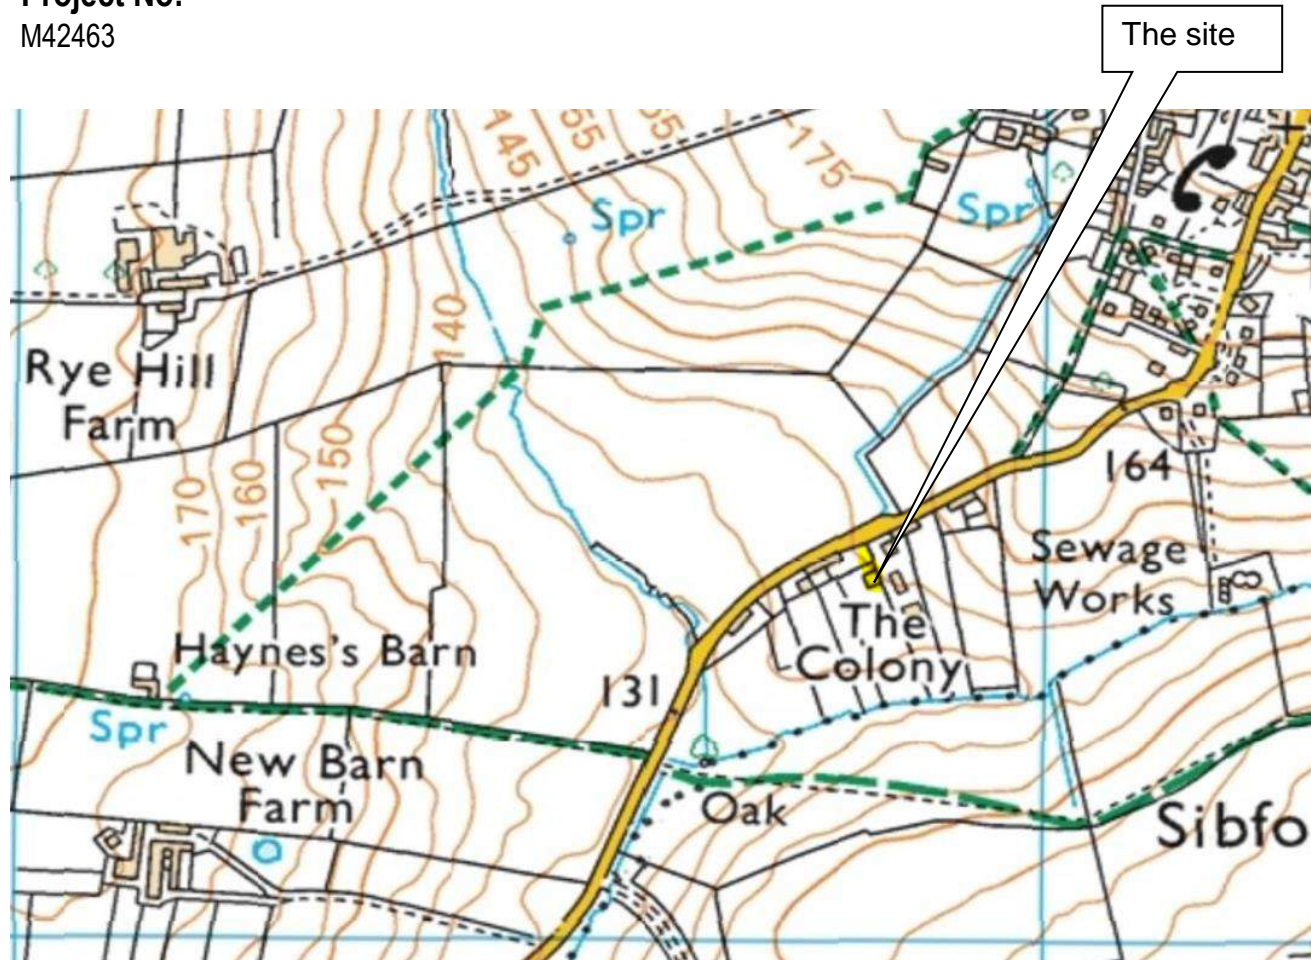 Project No:
M42463
The site
145
55
65
175
Spr
Spr
140
Rye Hill
Farm
150
160
170
164
Sewage
Works
The
Colony
Haynes's Barn
131
Spr
New Barn
Farm
Oak
Sibfo